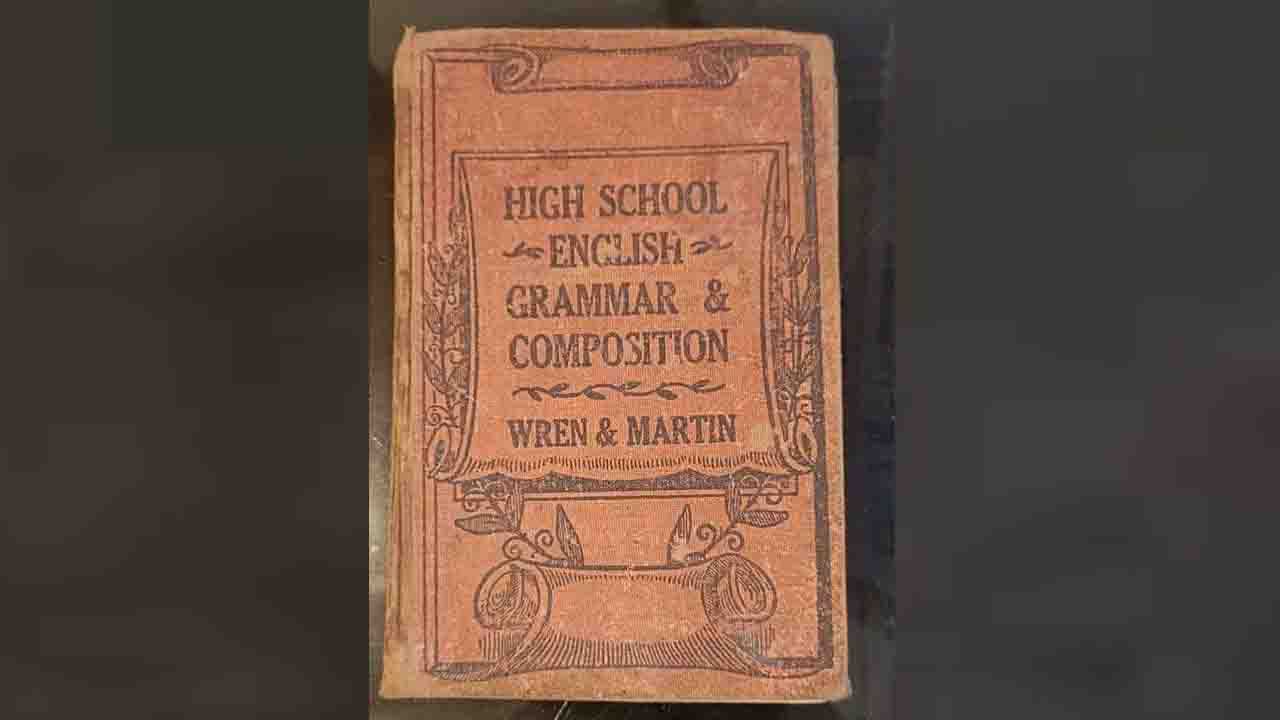 HIGH SCHOOL
ENGLISH
GRAMMAR &
COMPOSITION
WREN & MARTIN